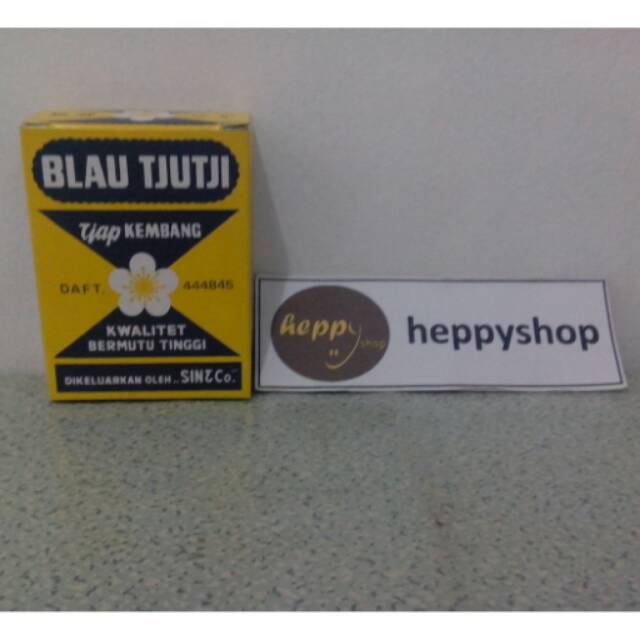 BLAU TJUTJI
Tjap KEMBANG
DAFT. 444845
KWALITET
BERMUTU TINGGI
DIKELUARKAN OLEH .. SIN & Co.
heppy
shop
heppyshop